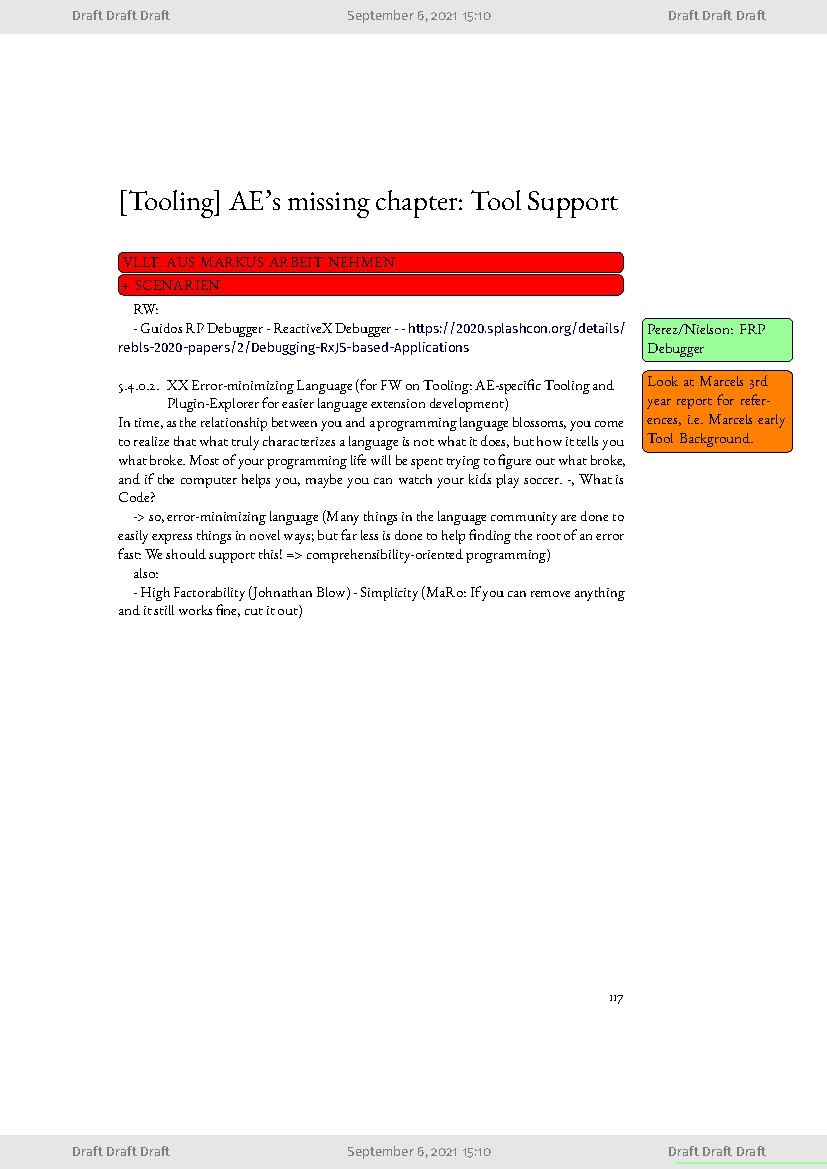 Draft Draft Draft September 6, 2021 15:10 Draft Draft Draft
[Tooling] AE's missing chapter: Tool Support
VLLT. AUS MARKUS ARBEIT NEHMEN
+ SCENARIEN
RW:
- Guidos RP Debugger - ReactiveX Debugger - - https://2020.splashcon.org/details/
rebls-2020-papers/2/Debugging-RxJS-based-Applications
Perez/Nielson: FRP
Debugger
Look at Marcels 3rd
year report for refer-
ences, i.e. Marcels early
Tool Background.
5.4.0.2. XX Error-minimizing Language (for FW on Tooling: AE-specific Tooling and
Plugin-Explorer for easier language extension development)
In time, as the relationship between you and a programming language blossoms, you come
to realize that what truly characterizes a language is not what it does, but how it tells you
what broke. Most of your programming life will be spent trying to figure out what broke,
and if the computer helps you, maybe you can watch your kids play soccer. -, What is
Code?
-> so, error-minimizing language (Many things in the language community are done to
easily express things in novel ways; but far less is done to help finding the root of an error
fast: We should support this! => comprehensibility-oriented programming)
also:
- High Factorability (Johnathan Blow) - Simplicity (MaRo: If you can remove anything
and it still works fine, cut it out)
117
Draft Draft Draft September 6, 2021 15:10 Draft Draft Draft